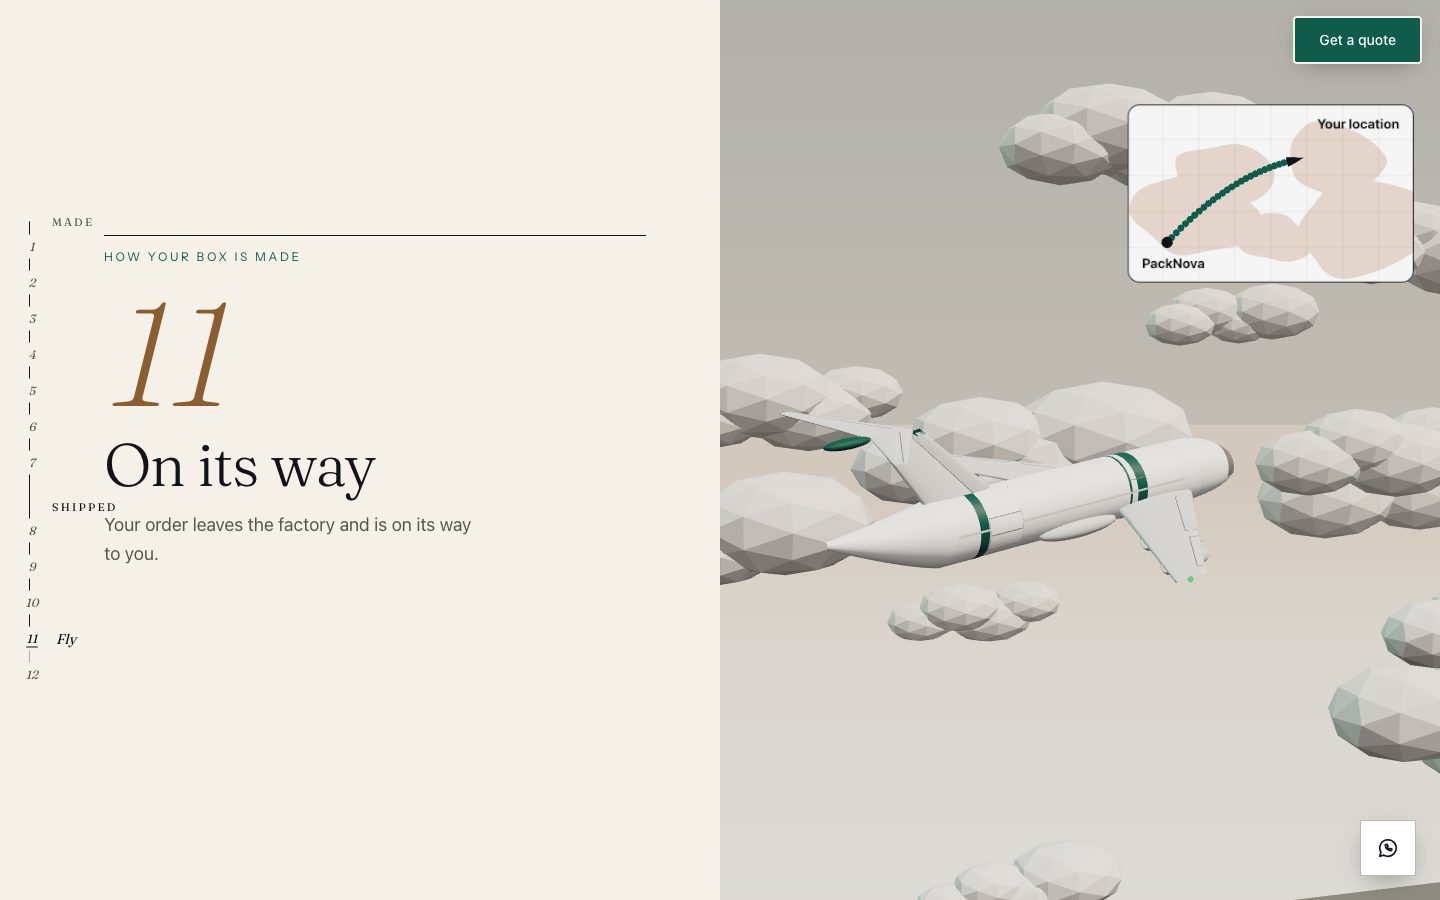 Get a quote
Your location
PackNova
MADE
1
2
3
4
5
6
7
SHIPPED
8
9
10
11 Fly
12
HOW YOUR BOX IS MADE
11
On its way
Your order leaves the factory and is on its way
to you.